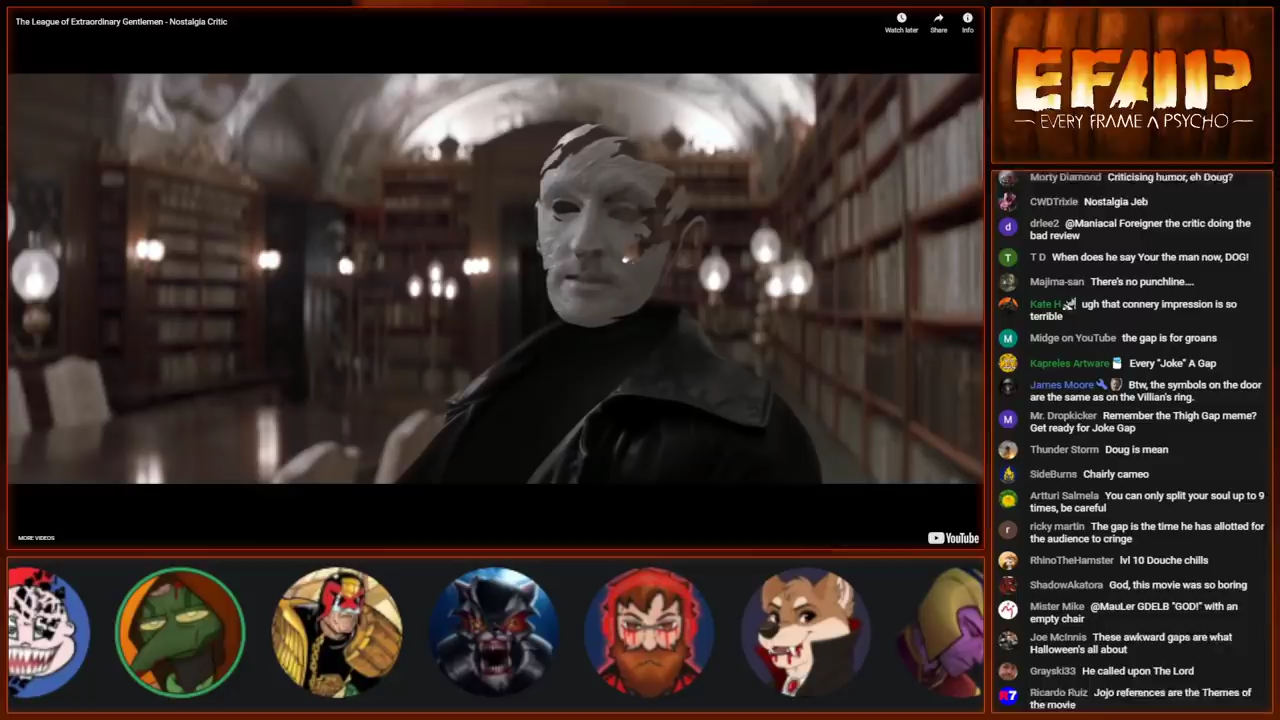 The League of Extraordinary Gentlemen - Nostalgia Critic
Watch later
Share
Info
MORE VIDEOS
YouTube
EFAP
EVERY FRAME A PSYCHO
Morty Diamond Criticising humor, eh Doug?
CWDTrixie Nostalgia Jeb
drlee2 @Maniacal Foreigner the critic doing the
bad review
T D When does he say Your the man now, DOG!
Majima-san There's no punchline....
Kate H ugh that connery impression is so
terrible
Midge on YouTube the gap is for groans
Kapreles Artware Every "Joke" A Gap
James Moore Btw, the symbols on the door
are the same as on the Villian's ring.
Mr. Dropkicker Remember the Thigh Gap meme?
Get ready for Joke Gap
Thunder Storm Doug is mean
SideBurns Chairly cameo
Artturi Salmela You can only split your soul up to 9
times, be careful
ricky martin The gap is the time he has allotted for
the audience to cringe
RhinoTheHamster lvl 10 Douche chills
ShadowAkatora God, this movie was so boring
Mister Mike @MauLer GDELB "GOD!" with an
empty chair
Joe McInnis These awkward gaps are what
Halloween's all about
Grayski33 He called upon The Lord
Ricardo Ruiz Jojo references are the Themes of
the movie